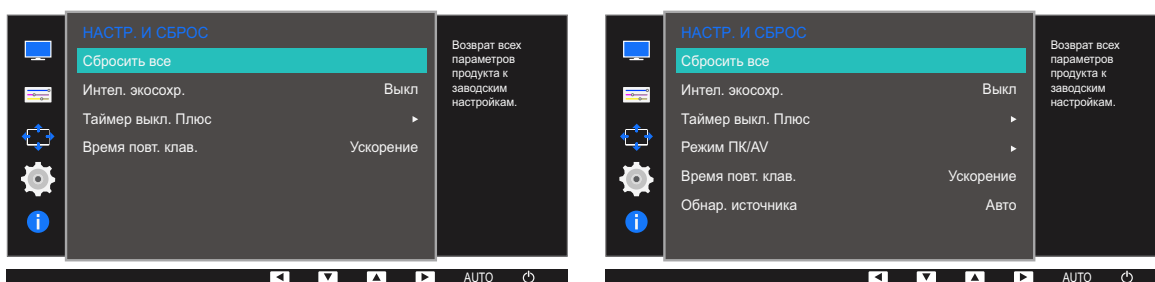 НАСТР. И СБРОС
Сбросить все
Интел. экосохр. Выкл
Таймер выкл. Плюс
Время повт. клав. Ускорение
Возврат всех
параметров
продукта к
заводским
настройкам.
AUTO
НАСТР. И СБРОС
Сбросить все
Интел. экосохр. Выкл
Таймер выкл. Плюс
Режим ПК/AV
Время повт. клав. Ускорение
Обнар. источника Авто
Возврат всех
параметров
продукта к
заводским
настройкам.
AUTO